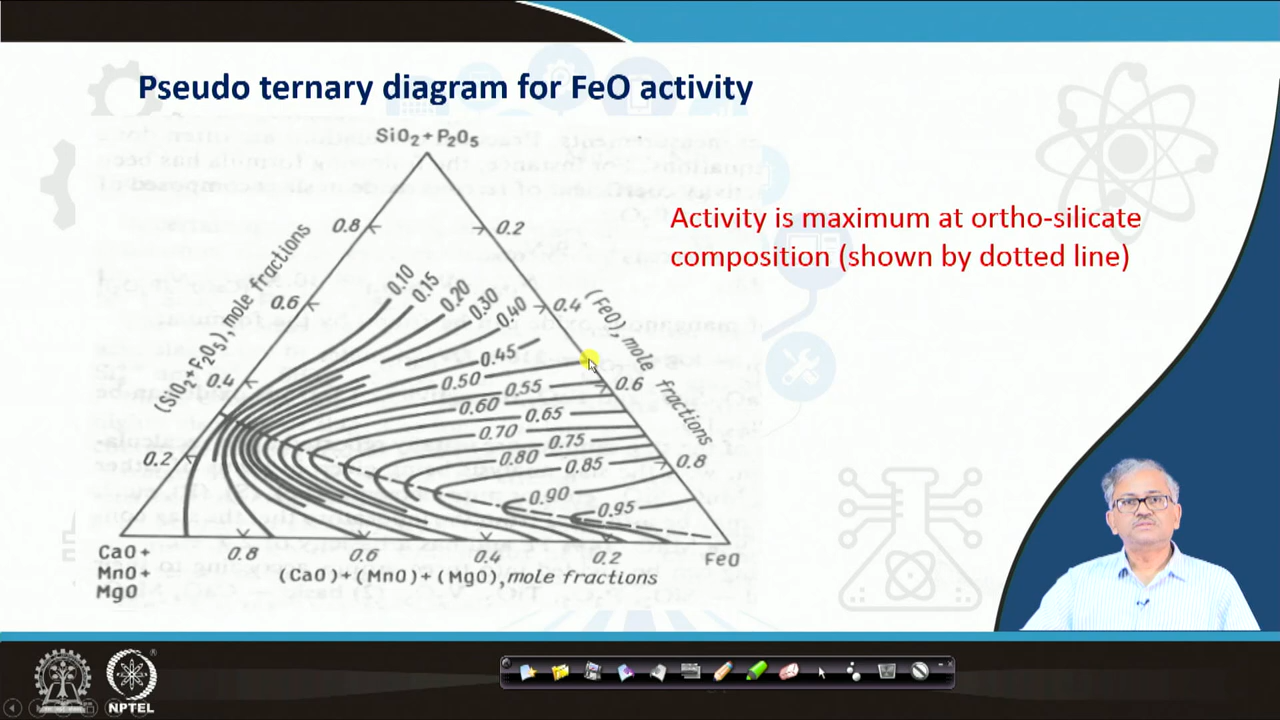 Pseudo ternary diagram for FeO activity
SiO₂+P₂O₅
Activity is maximum at ortho-silicate
composition (shown by dotted line)
0.8
0.2
(SiO₂+F₂O₅), mole fractions
0.6
0.4
(FeO), mole fractions
0.10
0.15
0.20
0.30
0.40
0.45
0.4
0.50
0.55
0.6
0.60
0.65
0.70
0.75
0.2
0.80
0.85
0.8
0.90
0.95
CaO+
MnO+
MgO
0.8
0.6
0.4
0.2
FeO
(CaO)+(MnO)+(MgO), mole fractions
NPTEL